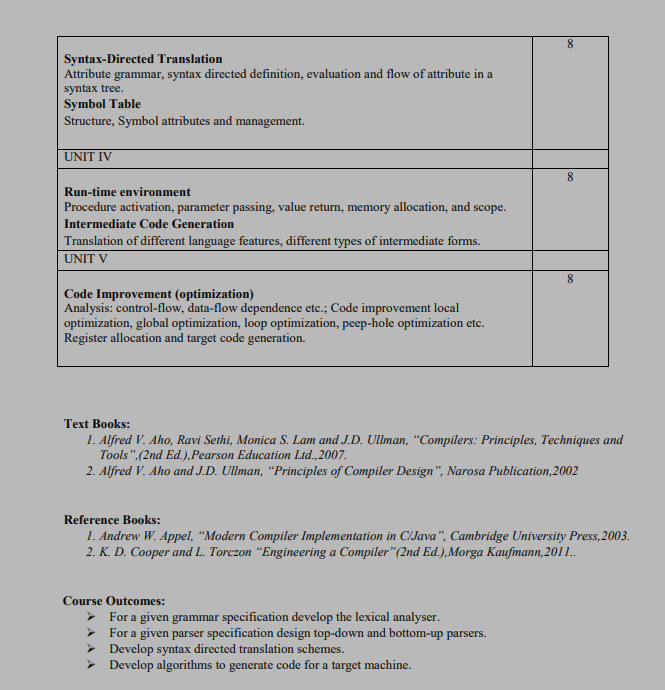 8
Syntax-Directed Translation
Attribute grammar, syntax directed definition, evaluation and flow of attribute in a
syntax tree.
Symbol Table
Structure, Symbol attributes and management.
UNIT IV
8
Run-time environment
Procedure activation, parameter passing, value return, memory allocation, and scope.
Intermediate Code Generation
Translation of different language features, different types of intermediate forms.
UNIT V
8
Code Improvement (optimization)
Analysis: control-flow, data-flow dependence etc.; Code improvement local
optimization, global optimization, loop optimization, peep-hole optimization etc.
Register allocation and target code generation.
Text Books:
1. Alfred V. Aho, Ravi Sethi, Monica S. Lam and J.D. Ullman, “Compilers: Principles, Techniques and
Tools”,(2nd Ed.),Pearson Education Ltd.,2007.
2. Alfred V. Aho and J.D. Ullman, “Principles of Compiler Design”, Narosa Publication,2002
Reference Books:
1. Andrew W. Appel, “Modern Compiler Implementation in C/Java”, Cambridge University Press,2003.
2. K. D. Cooper and L. Torczon “Engineering a Compiler”(2nd Ed.),Morga Kaufmann,2011..
Course Outcomes:
➢ For a given grammar specification develop the lexical analyser.
➢ For a given parser specification design top-down and bottom-up parsers.
➢ Develop syntax directed translation schemes.
➢ Develop algorithms to generate code for a target machine.